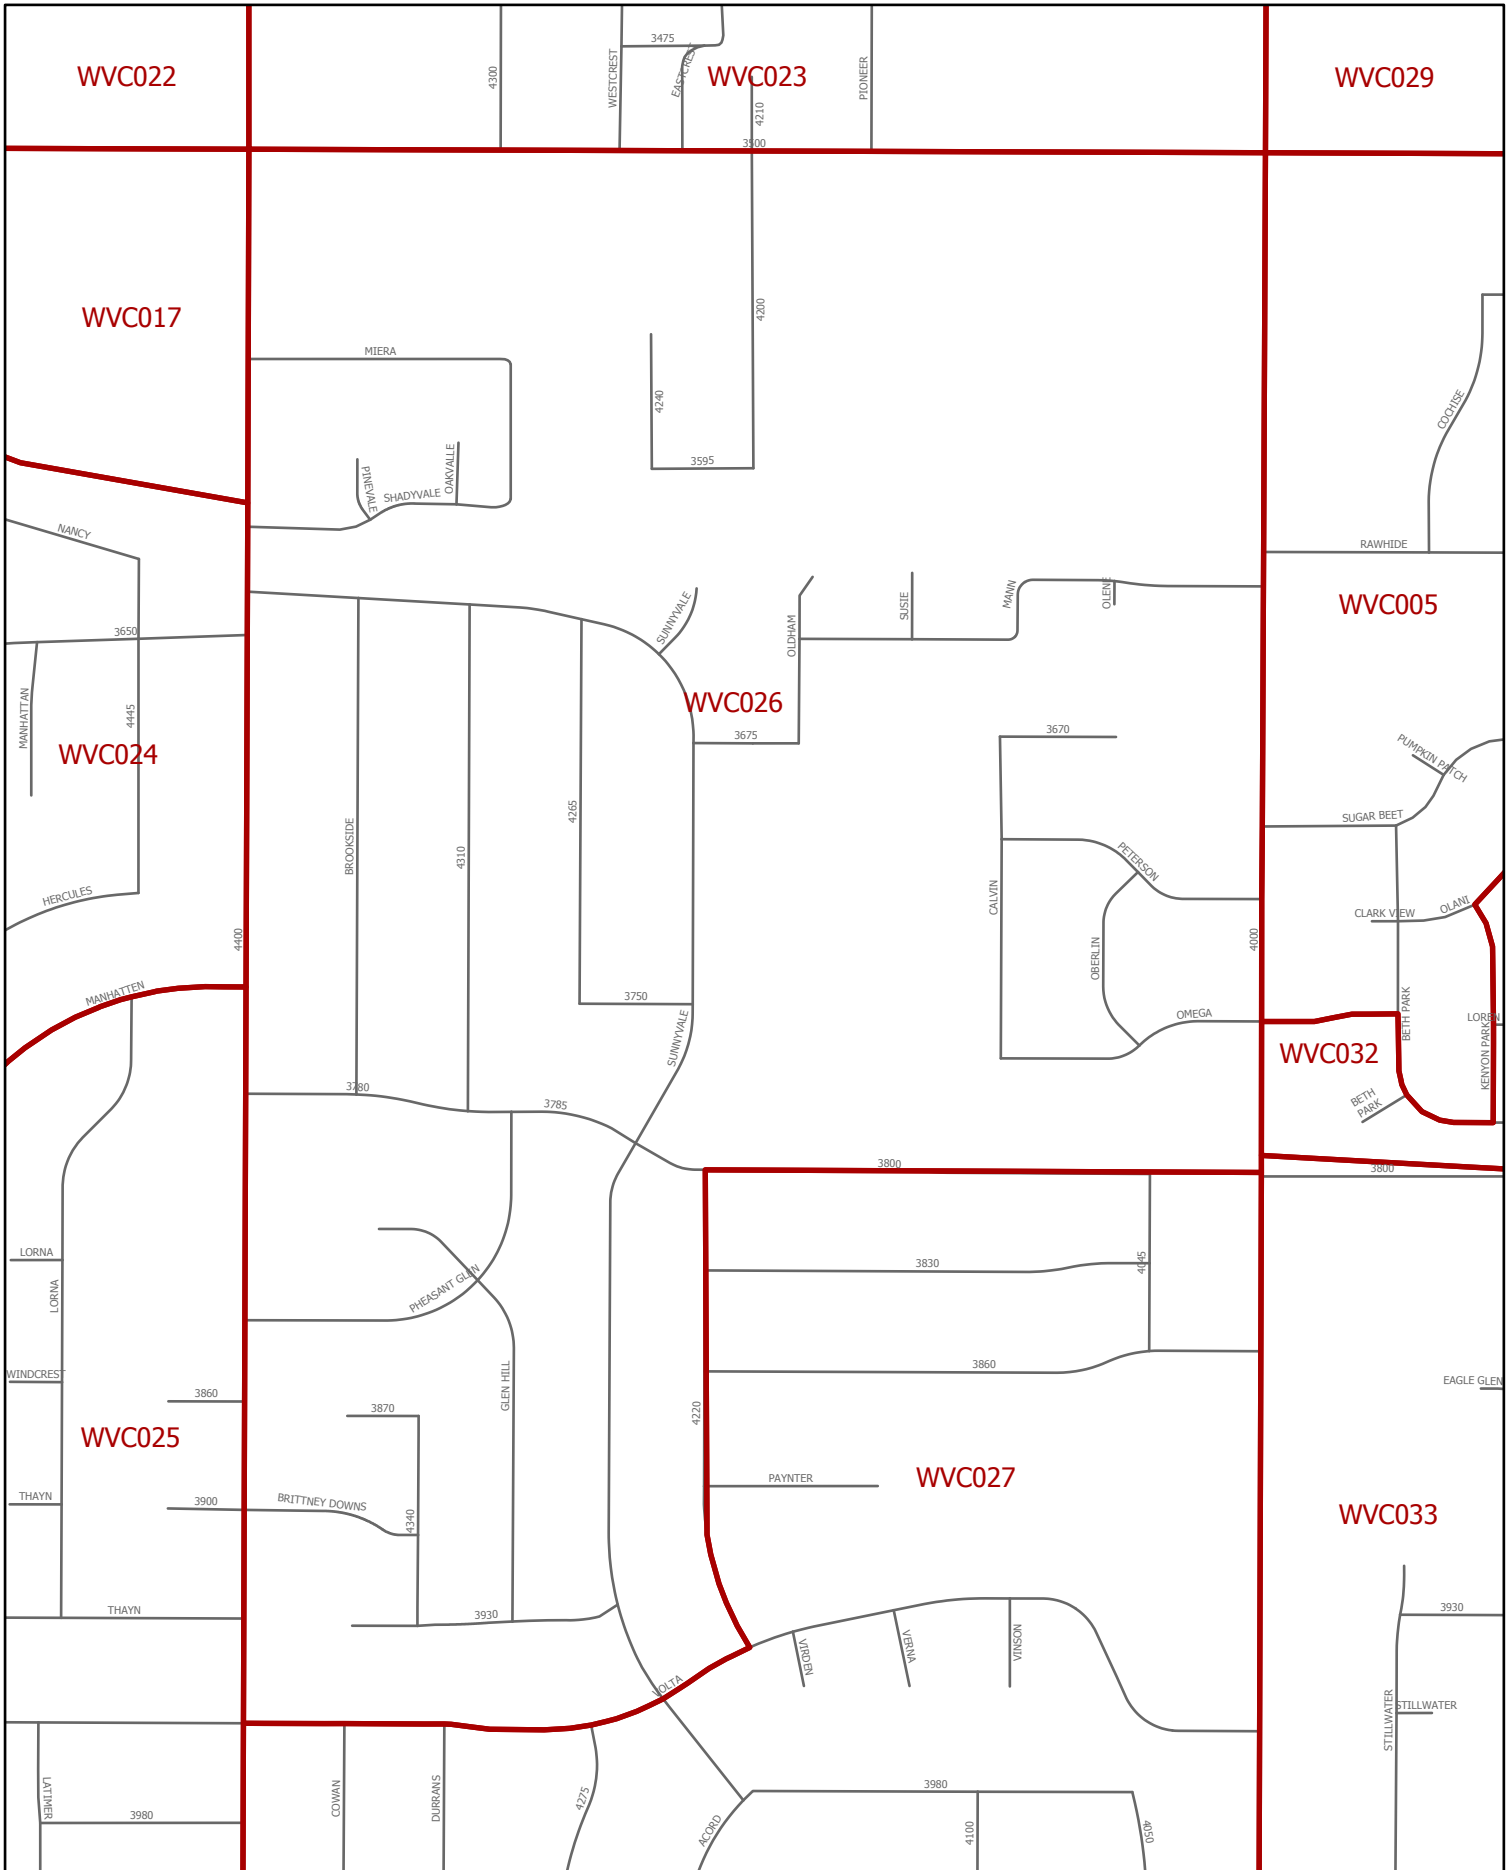 3475
WVC022
4300
WESTCREST
EASTCREST
WVC023
PIONEER
WVC029
4210
3500
WVC017
4200
MIERA
4240
COCHISE
3595
PINEVALE
SHADYVALE
OAKVALLE
NANCY
RAWHIDE
3650
SUNNYVALE
OLDHAM
SUSIE
MANN
OLENE
WVC005
MANHATTAN
4445
WVC026
3675
3670
WVC024
PUMPKIN PATCH
BROOKSIDE
4310
4265
SUGAR BEET
PETERSON
HERCULES
CALVIN
CLARK VIEW
OLANI
4400
4000
OBERLIN
MANHATTEN
3750
SUNNYVALE
OMEGA
BETH PARK
LOREN
KENYON PARK
WVC032
3780
3785
BETH
PARK
3800
3800
LORNA
LORNA
PHEASANT GLEN
3830
4045
WINDCREST
3860
GLEN HILL
3860
EAGLE GLEN
3870
4220
WVC025
WVC027
PAYNTER
THAYN
3900
BRITTNEY DOWNS
4340
WVC033
THAYN
3930
3930
VIRDEN
VERNA
VINSON
VOLTA
STILLWATER
STILLWATER
LATIMER
3980
COWAN
DURRANS
4275
3980
ACORD
4100
4050